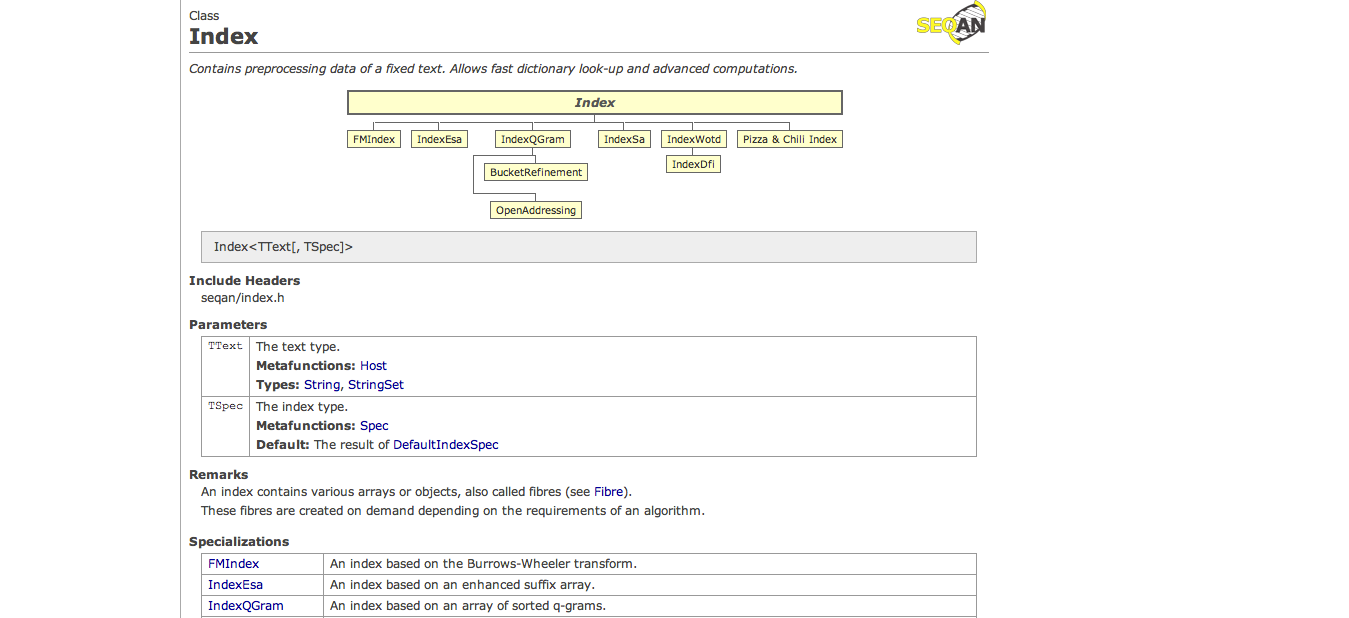 Class
Index
SEQAN
Contains preprocessing data of a fixed text. Allows fast dictionary look-up and advanced computations.
Index
FMIndex IndexEsa IndexQGram IndexSa IndexWotd Pizza & Chili Index
BucketRefinement IndexDfi
OpenAddressing
Index<TText[, TSpec]>
Include Headers
seqan/index.h
Parameters
TText The text type.
Metafunctions: Host
Types: String, StringSet
TSpec The index type.
Metafunctions: Spec
Default: The result of DefaultIndexSpec
Remarks
An index contains various arrays or objects, also called fibres (see Fibre).
These fibres are created on demand depending on the requirements of an algorithm.
Specializations
FMIndex An index based on the Burrows-Wheeler transform.
IndexEsa An index based on an enhanced suffix array.
IndexQGram An index based on an array of sorted q-grams.